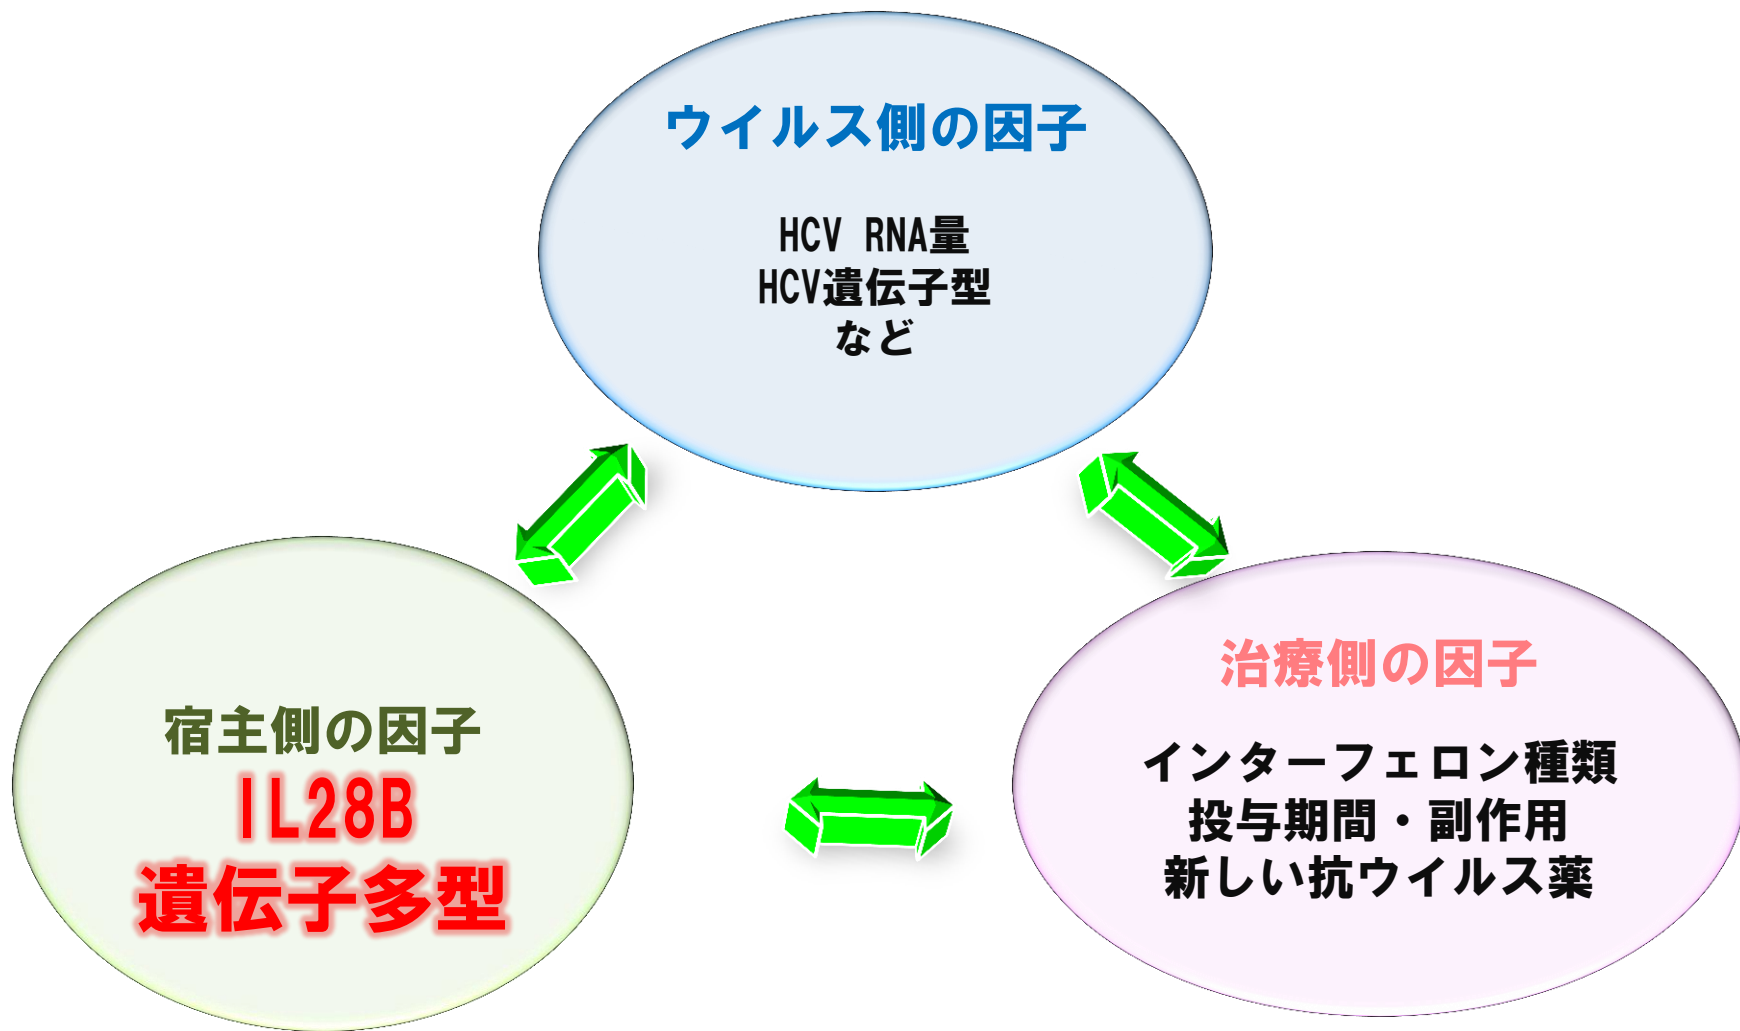 ウイルス側の因子
HCV RNA量
HCV遺伝子型
など
宿主側の因子
IL28B
遺伝子多型
治療側の因子
インターフェロン種類
投与期間・副作用
新しい抗ウイルス薬